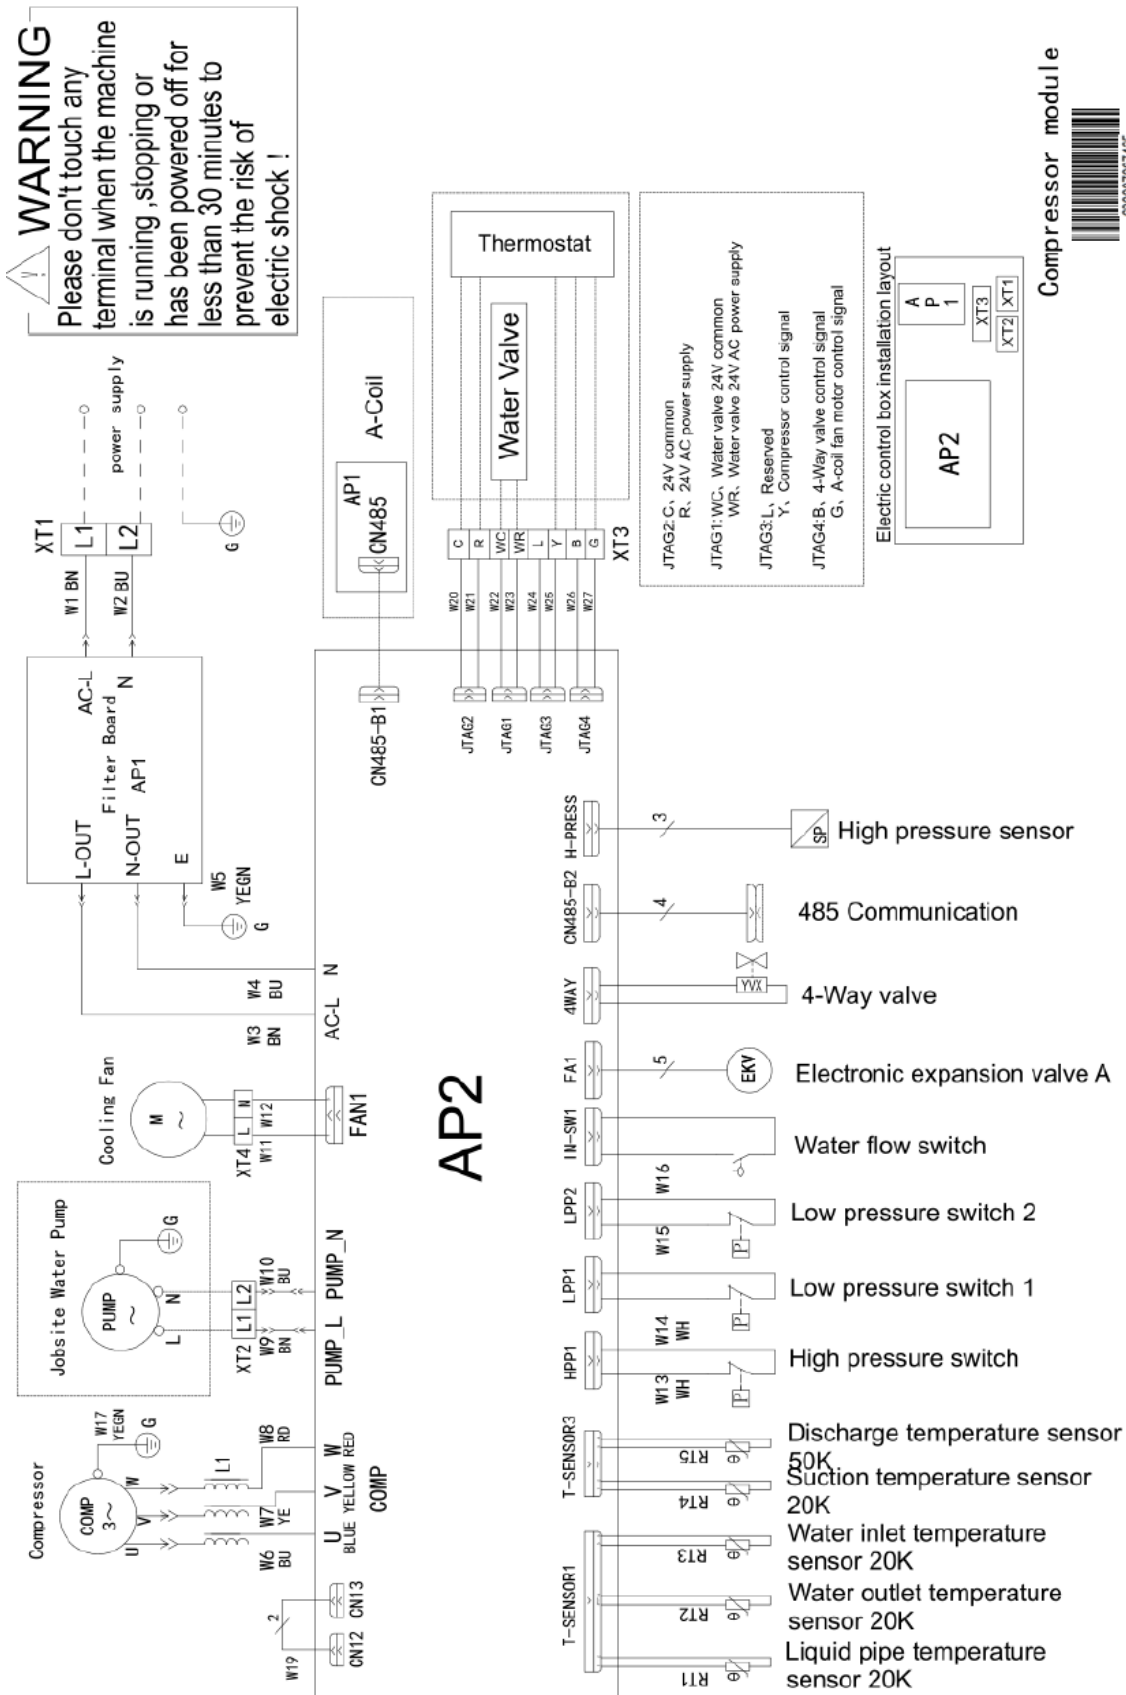 WARNING
Please don't touch any
terminal when the machine
is running ,stopping or
has been powered off for
less than 30 minutes to
prevent the risk of
electric shock !
power supply
XT1
L1
L2
G
W1 BN
W2 BU
AC-L
N
Filter Board
AP1
L-OUT
N-OUT
E
W5
YEGN
G
W4
BU
W3
BN
N
AC-L
Cooling Fan
M
~
XT4
L
N
W11
W12
FAN1
Jobsite Water Pump
PUMP
~
G
L
N
XT2
L1
L2
W9
BN
W10
BU
PUMP_L
PUMP_N
Compressor
COMP
3~
W17
YEGN
G
U
V
W
L1
W6
BU
W7
YE
W8
RD
U
V
W
BLUE
YELLOW
RED
COMP
2
W19
CN12
CN13
A-Coil
AP1
CN485
CN485-B1
Thermostat
Water Valve
C
R
WC
WR
L
Y
B
G
XT3
W20
W21
W22
W23
W24
W25
W26
W27
JTAG2
JTAG1
JTAG3
JTAG4
JTAG2:C、24V common
R、24V AC power supply
JTAG1:WC、Water valve 24V common
WR、Water valve 24V AC power supply
JTAG3:L、Reserved
Y、Compressor control signal
JTAG4:B、4-Way valve control signal
G、A-coil fan motor control signal
Electric control box installation layout
AP2
AP1
XT3
XT2
XT1
Compressor module
AP2
H-PRESS
3
SP
High pressure sensor
CN485-B2
4
485 Communication
4WAY
YVX
4-Way valve
FA1
5
EKV
Electronic expansion valve A
IN-SW1
Water flow switch
LPP2
W15
W16
P
Low pressure switch 2
LPP1
P
Low pressure switch 1
HPP1
W13
WH
W14
WH
P
High pressure switch
T-SENSOR3
RT5
θ
Discharge temperature sensor
50K
RT4
θ
Suction temperature sensor
20K
T-SENSOR1
RT3
θ
Water inlet temperature
sensor 20K
RT2
θ
Water outlet temperature
sensor 20K
RT1
θ
Liquid pipe temperature
sensor 20K